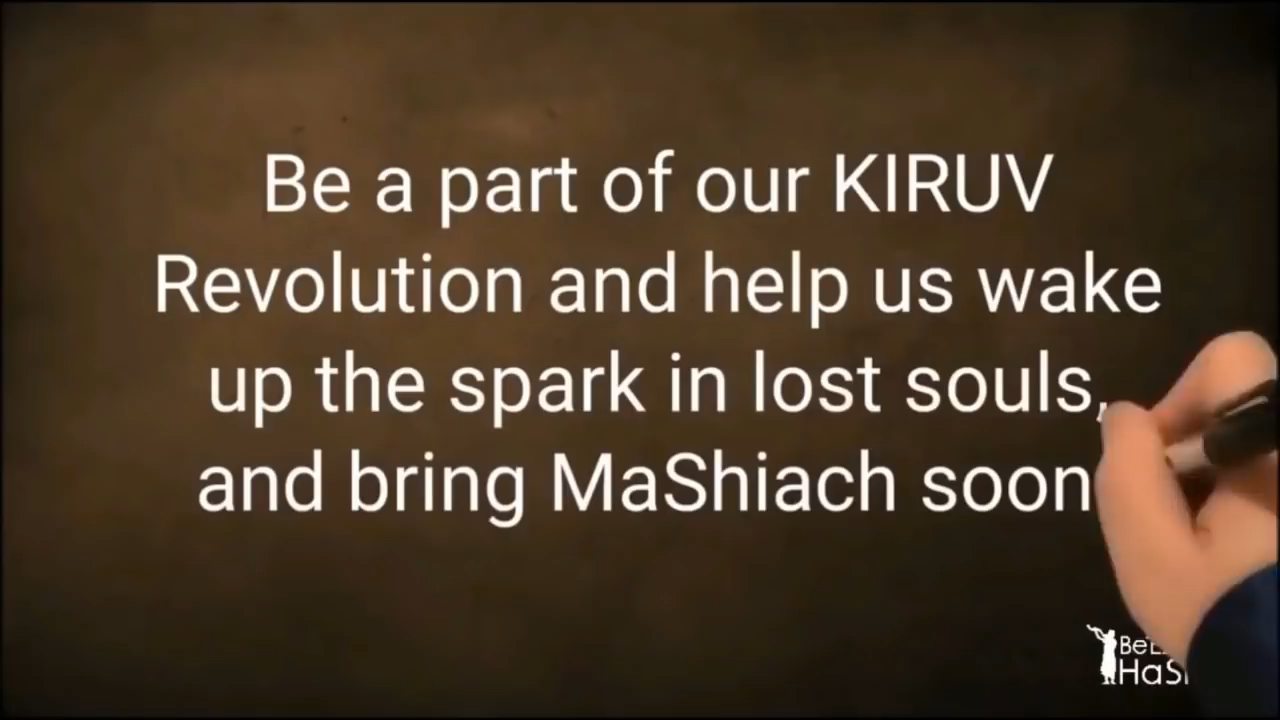 Be a part of our KIRUV
Revolution and help us wake
up the spark in lost souls,
and bring MaShiach soon